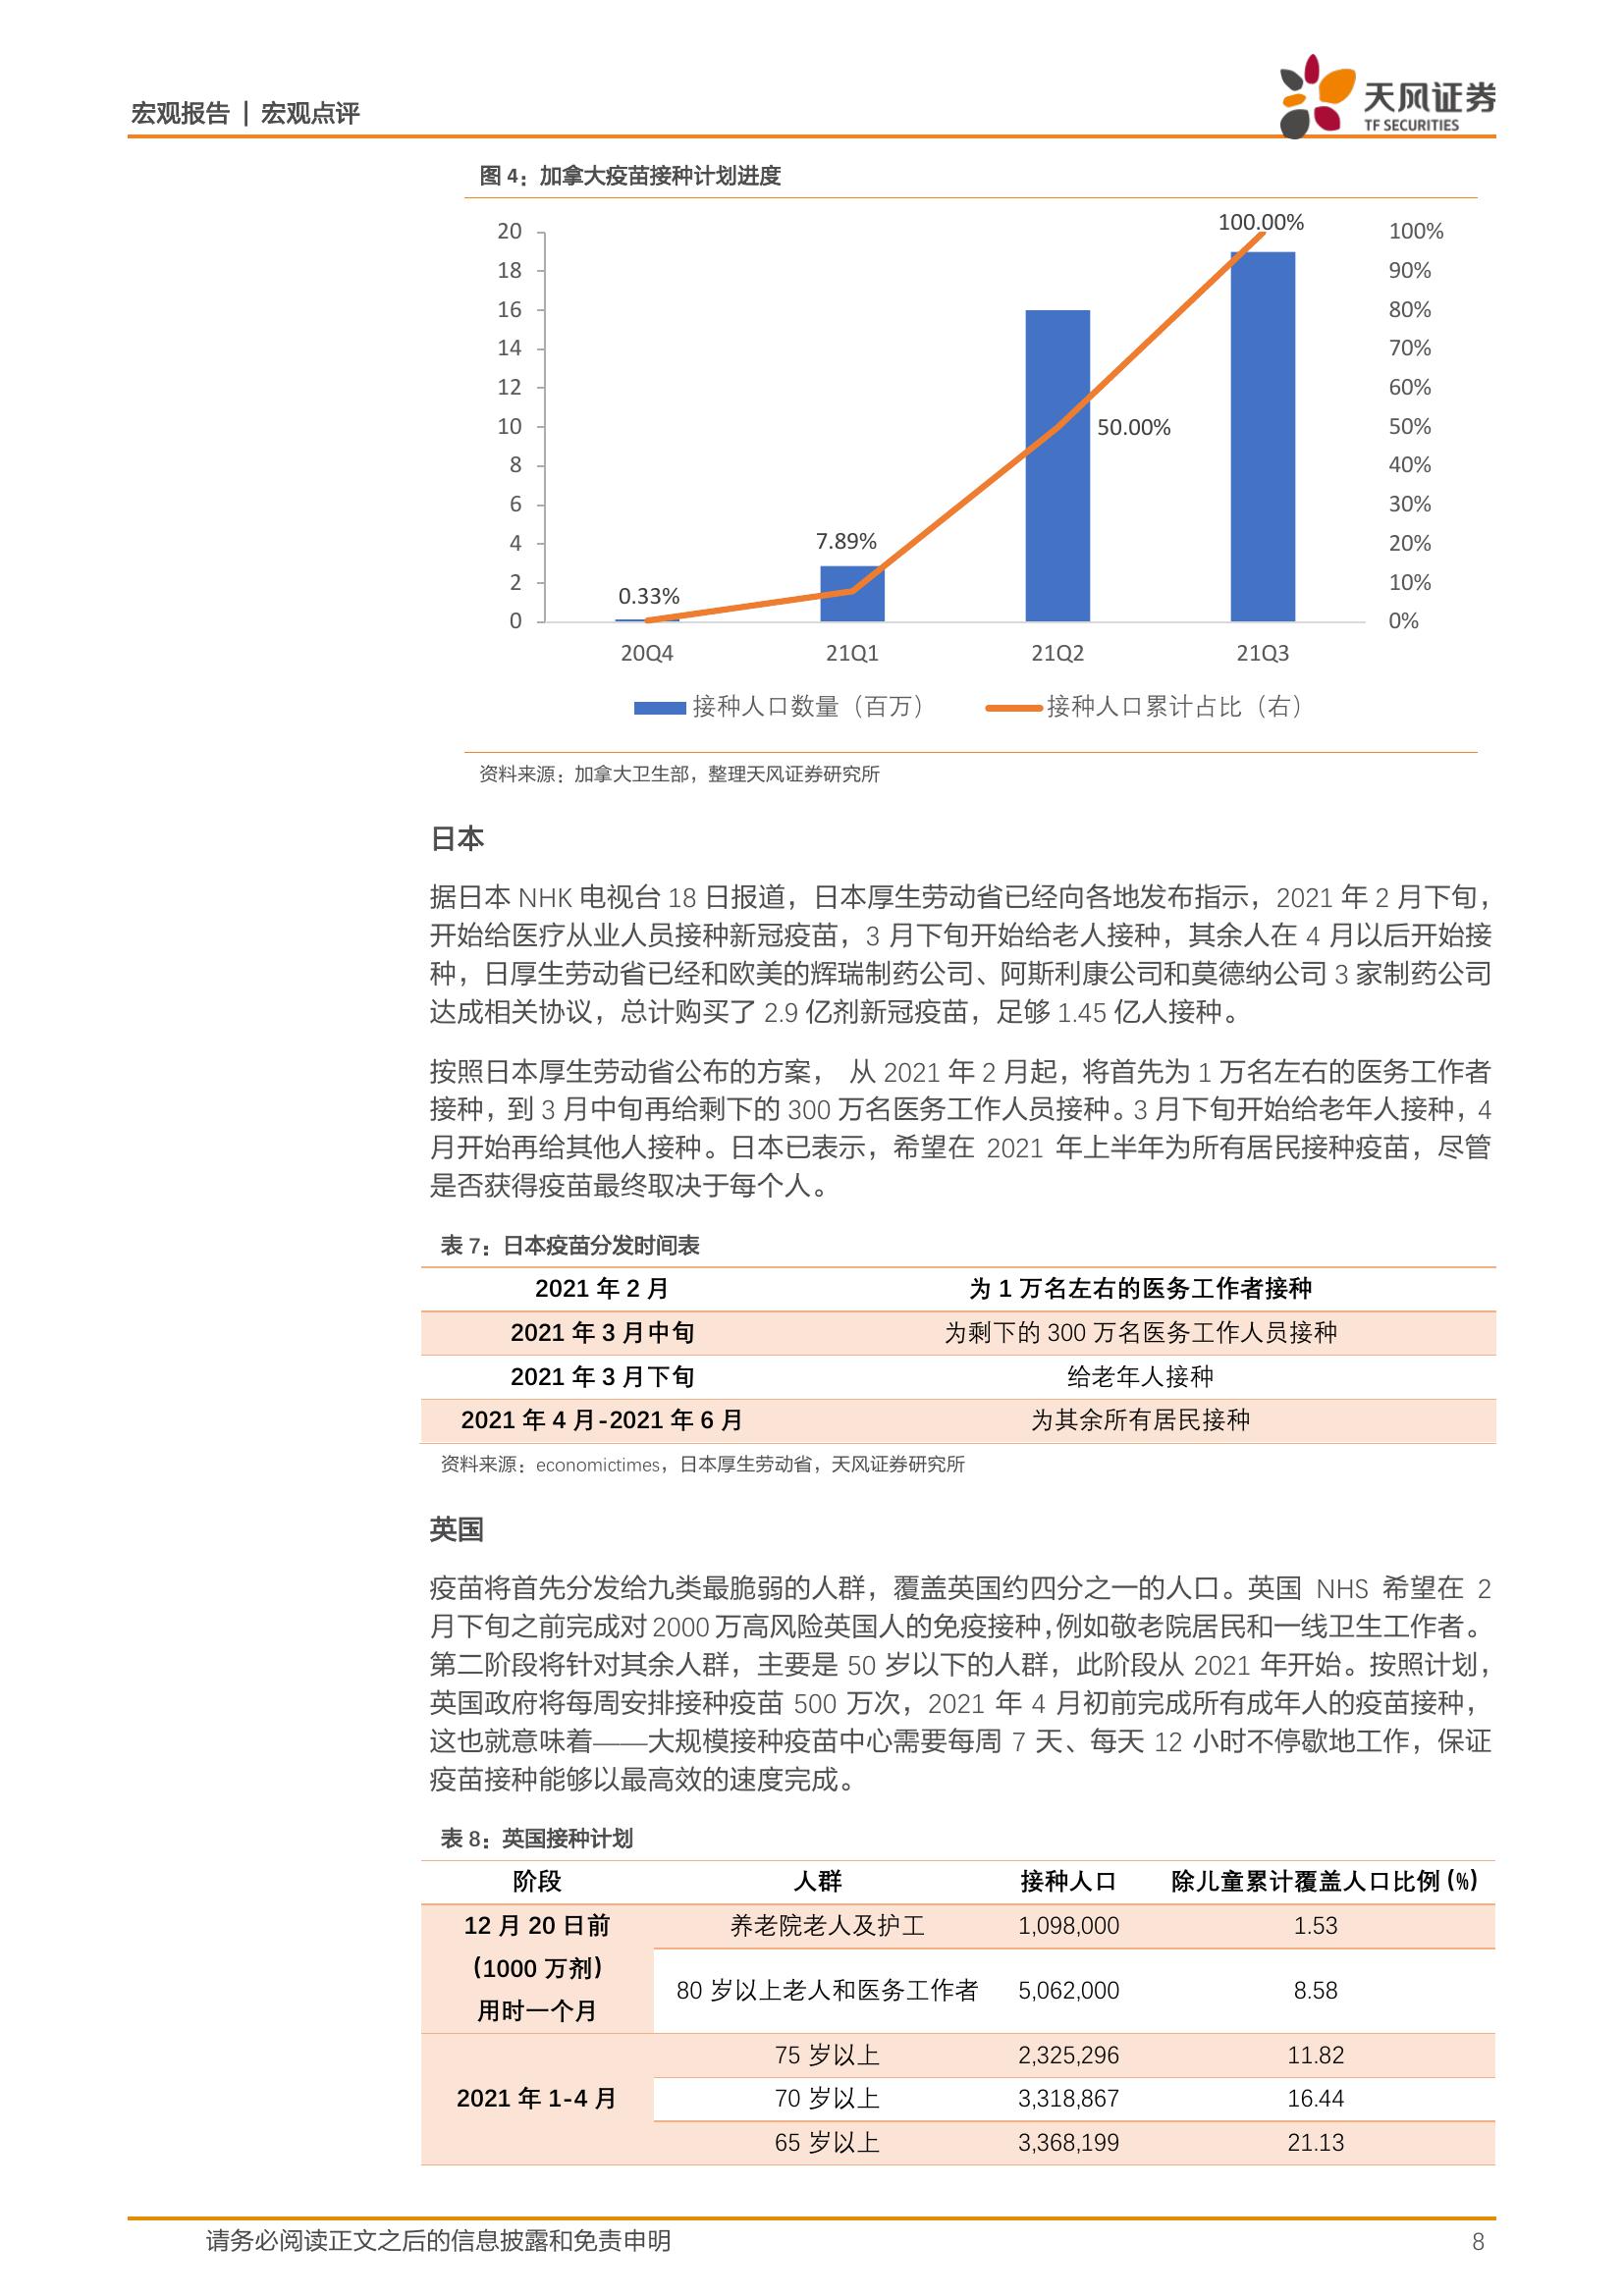 宏观报告 | 宏观点评
天风证券
TF SECURITIES
图 4：加拿大疫苗接种计划进度
20
18
16
14
12
10
8
6
4
2
0
100%
90%
80%
70%
60%
50%
40%
30%
20%
10%
0%
0.33%
7.89%
50.00%
100.00%
20Q4 21Q1 21Q2 21Q3
接种人口数量（百万） 接种人口累计占比（右）
资料来源：加拿大卫生部，整理天风证券研究所
日本
据日本 NHK 电视台 18 日报道，日本厚生劳动省已经向各地发布指示，2021 年 2 月下旬，
开始给医疗从业人员接种新冠疫苗，3 月下旬开始给老人接种，其余人在 4 月以后开始接
种，日厚生劳动省已经和欧美的辉瑞制药公司、阿斯利康公司和莫德纳公司 3 家制药公司
达成相关协议，总计购买了 2.9 亿剂新冠疫苗，足够 1.45 亿人接种。
按照日本厚生劳动省公布的方案， 从 2021 年 2 月起，将首先为 1 万名左右的医务工作者
接种，到 3 月中旬再给剩下的 300 万名医务工作人员接种。3 月下旬开始给老年人接种，4
月开始再给其他人接种。日本已表示，希望在 2021 年上半年为所有居民接种疫苗，尽管
是否获得疫苗最终取决于每个人。
表 7：日本疫苗分发时间表
2021 年 2 月 为 1 万名左右的医务工作者接种
2021 年 3 月中旬 为剩下的 300 万名医务工作人员接种
2021 年 3 月下旬 给老年人接种
2021 年 4 月-2021 年 6 月 为其余所有居民接种
资料来源：economictimes，日本厚生劳动省，天风证券研究所
英国
疫苗将首先分发给九类最脆弱的人群，覆盖英国约四分之一的人口。英国 NHS 希望在 2
月下旬之前完成对 2000 万高风险英国人的免疫接种，例如敬老院居民和一线卫生工作者。
第二阶段将针对其余人群，主要是 50 岁以下的人群，此阶段从 2021 年开始。按照计划，
英国政府将每周安排接种疫苗 500 万次，2021 年 4 月初前完成所有成年人的疫苗接种，
这也就意味着——大规模接种疫苗中心需要每周 7 天、每天 12 小时不停歇地工作，保证
疫苗接种能够以最高效的速度完成。
表 8：英国接种计划
阶段 人群 接种人口 除儿童累计覆盖人口比例(%)
12 月 20 日前
（1000 万剂）
用时一个月
养老院老人及护工 1,098,000 1.53
80 岁以上老人和医务工作者 5,062,000 8.58
2021 年 1-4 月
75 岁以上 2,325,296 11.82
70 岁以上 3,318,867 16.44
65 岁以上 3,368,199 21.13
请务必阅读正文之后的信息披露和免责申明 8